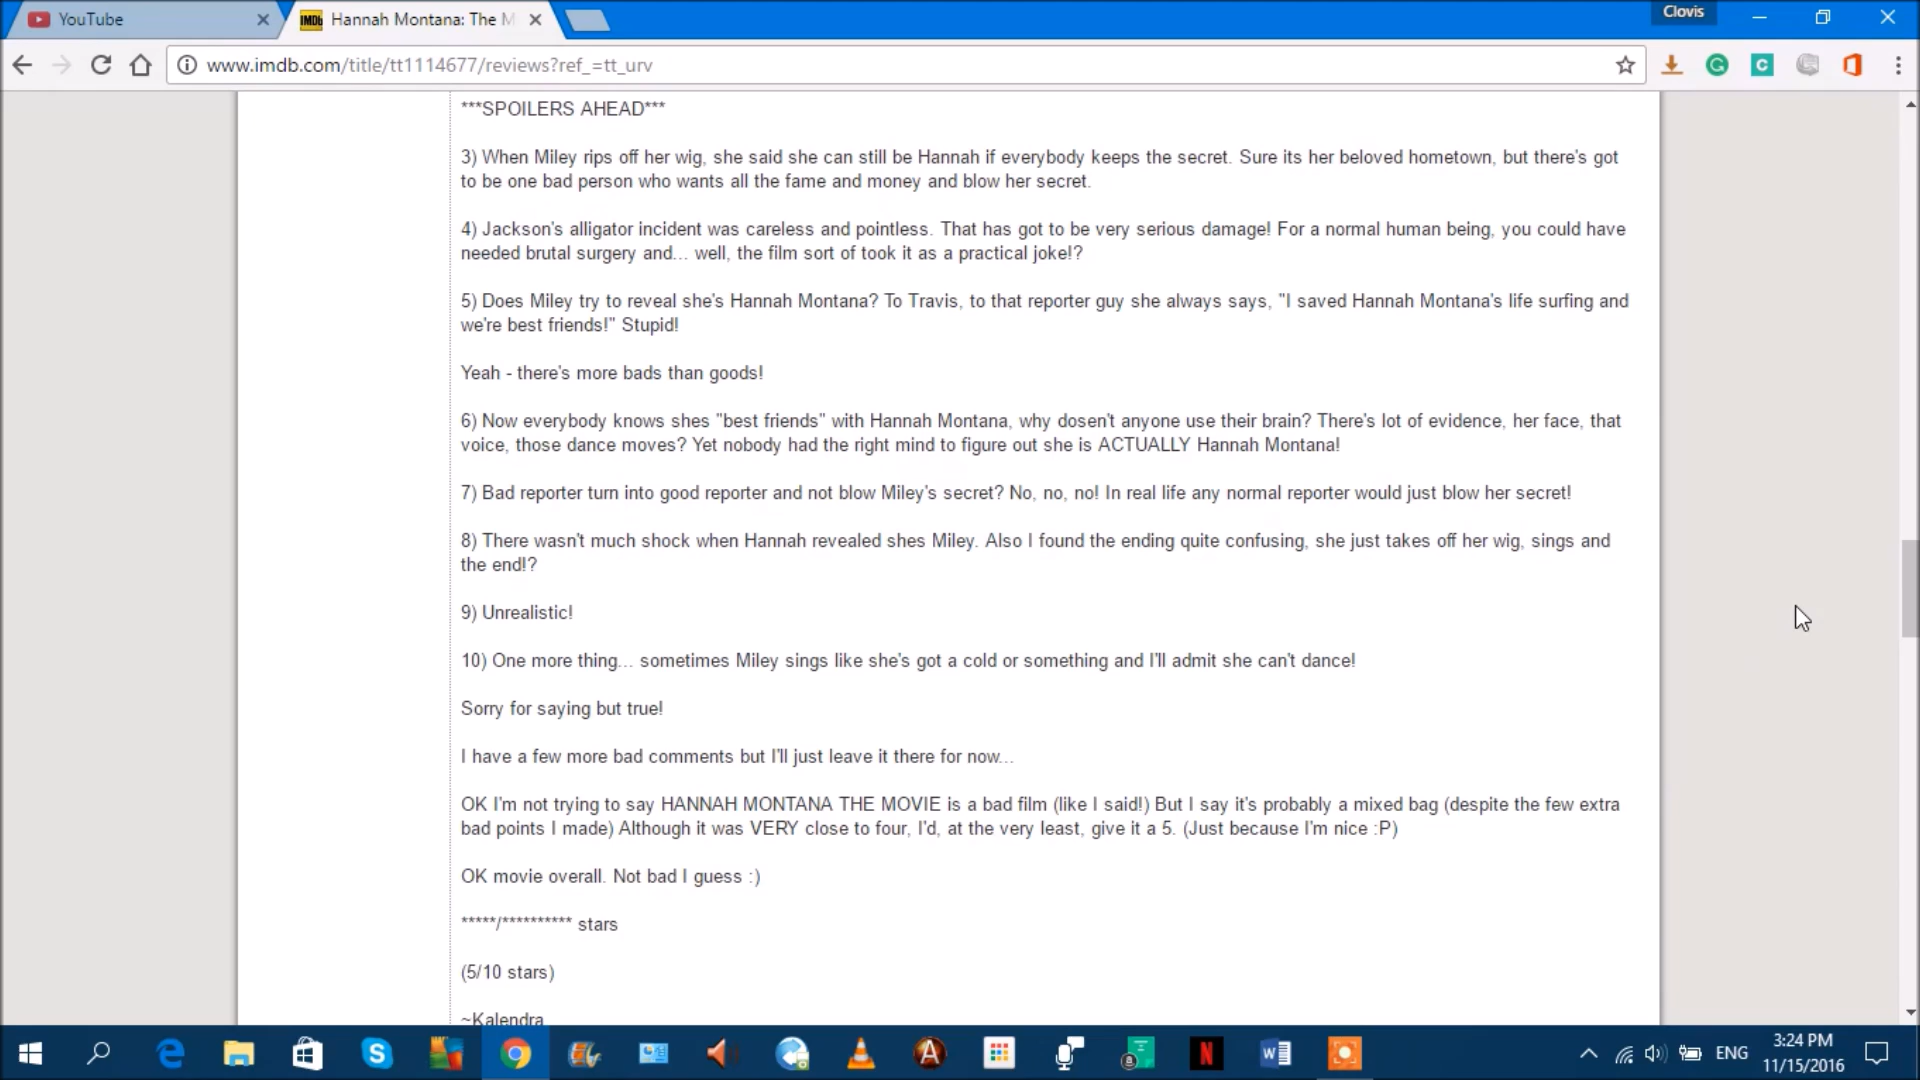 YouTube
IMDb Hannah Montana: The M
Clovis
www.imdb.com/title/tt1114677/reviews?ref_=tt_urv
***SPOILERS AHEAD***
3) When Miley rips off her wig, she said she can still be Hannah if everybody keeps the secret. Sure its her beloved hometown, but there's got
to be one bad person who wants all the fame and money and blow her secret.
4) Jackson's alligator incident was careless and pointless. That has got to be very serious damage! For a normal human being, you could have
needed brutal surgery and... well, the film sort of took it as a practical joke!?
5) Does Miley try to reveal she's Hannah Montana? To Travis, to that reporter guy she always says, "I saved Hannah Montana's life surfing and
we're best friends!" Stupid!
Yeah - there's more bads than goods!
6) Now everybody knows shes "best friends" with Hannah Montana, why dosen't anyone use their brain? There's lot of evidence, her face, that
voice, those dance moves? Yet nobody had the right mind to figure out she is ACTUALLY Hannah Montana!
7) Bad reporter turn into good reporter and not blow Miley's secret? No, no, no! In real life any normal reporter would just blow her secret!
8) There wasn't much shock when Hannah revealed shes Miley. Also I found the ending quite confusing, she just takes off her wig, sings and
the end!?
9) Unrealistic!
10) One more thing... sometimes Miley sings like she's got a cold or something and I'll admit she can't dance!
Sorry for saying but true!
I have a few more bad comments but I'll just leave it there for now...
OK I'm not trying to say HANNAH MONTANA THE MOVIE is a bad film (like I said!) But I say it's probably a mixed bag (despite the few extra
bad points I made) Although it was VERY close to four, I'd, at the very least, give it a 5. (Just because I'm nice :P)
OK movie overall. Not bad I guess :)
*****/********** stars
(5/10 stars)
~Kalendra
ENG
3:24 PM
11/15/2016